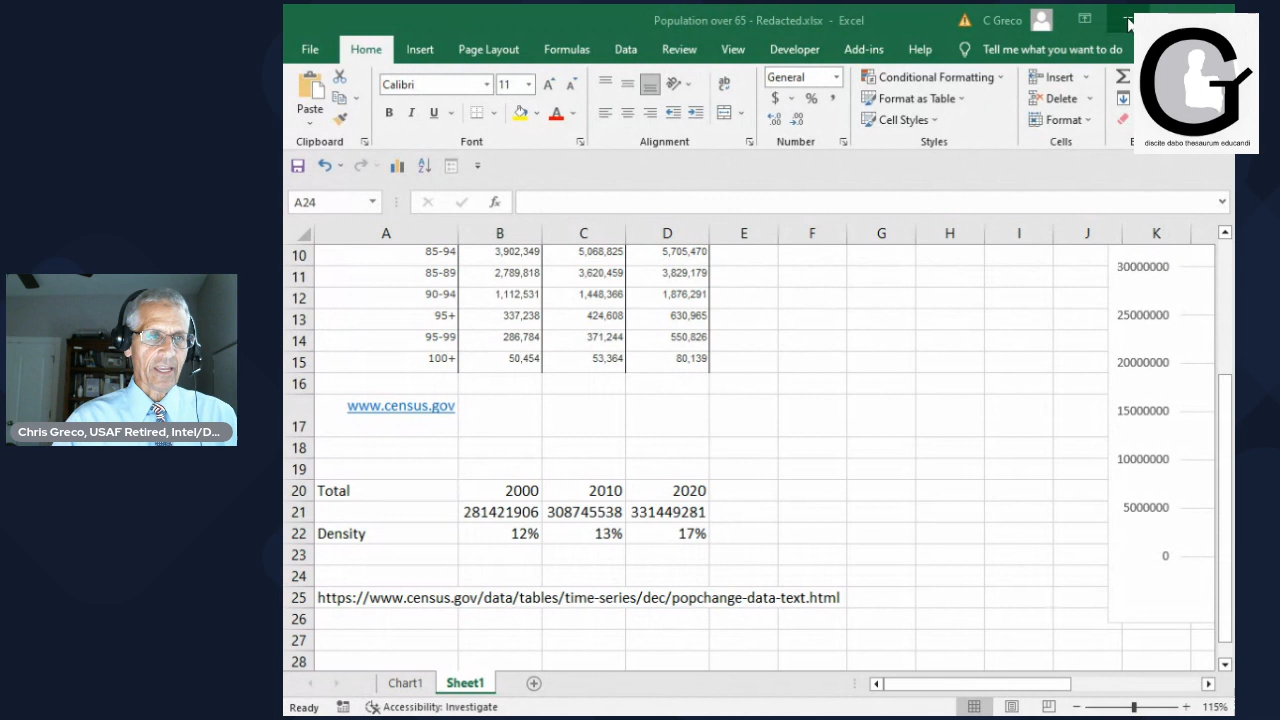 Population over 65 - Redacted.xlsx - Excel
C Greco
File Home Insert Page Layout Formulas Data Review View Developer Add-ins Help Tell me what you want to do
Paste
Calibri 11
B I U
ab
General
$ % ,
Conditional Formatting
Format as Table
Cell Styles
Insert
Delete
Format
Clipboard Font Alignment Number Styles Cells
G
discite dabo thesaurum educandi
A24 fx
A B C D E F G H I J K
10 85-94 3,902,349 5,068,825 5,705,470
11 85-89 2,789,818 3,620,459 3,829,179
12 90-94 1,112,531 1,448,366 1,876,291
13 95+ 337,238 424,608 630,965
14 95-99 286,784 371,244 550,826
15 100+ 50,454 53,364 80,139
16
17 www.census.gov
18
19
20 Total 2000 2010 2020
21 281421906 308745538 331449281
22 Density 12% 13% 17%
23
24
25 https://www.census.gov/data/tables/time-series/dec/popchange-data-text.html
26
27
28
30000000
25000000
20000000
15000000
10000000
5000000
0
Chris Greco, USAF Retired, Intel/D...
Chart1 Sheet1
Ready Accessibility: Investigate 115%